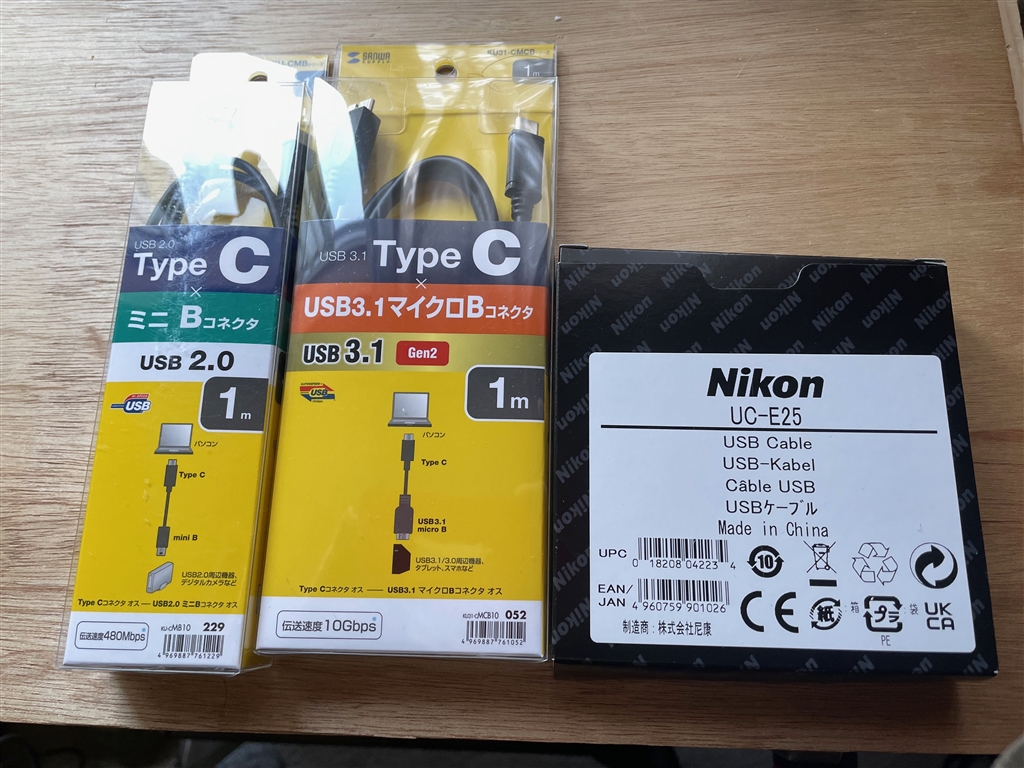 USB 2.0
Type C
×
ミニ Bコネクタ
USB 2.0
1m
USB
パソコン
Type C
mini B
USB2.0周辺機器、
デジタルカメラなど
Type Cコネクタ オス — USB2.0 ミニBコネクタ オス
伝送速度480Mbps
KU-CMB10 229
4 969887 761229
SANWA
SUPPLY
KU31-CMCB
1m
USB 3.1
Type C
×
USB3.1マイクロBコネクタ
USB 3.1 Gen2
1m
USB
パソコン
Type C
USB3.1
micro B
USB3.1/3.0周辺機器、
タブレット、スマホなど
Type Cコネクタ オス — USB3.1 マイクロBコネクタ オス
伝送速度10Gbps
KU31-CMCB10 052
4 969887 761052
Nikon
UC-E25
USB Cable
USB-Kabel
Câble USB
USBケーブル
Made in China
UPC
0 18208 04223 4
10
EAN/
JAN
4 960759 901026
CE
紙
箱
プラ
袋
PE
UK
CA
制造商：株式会社尼康